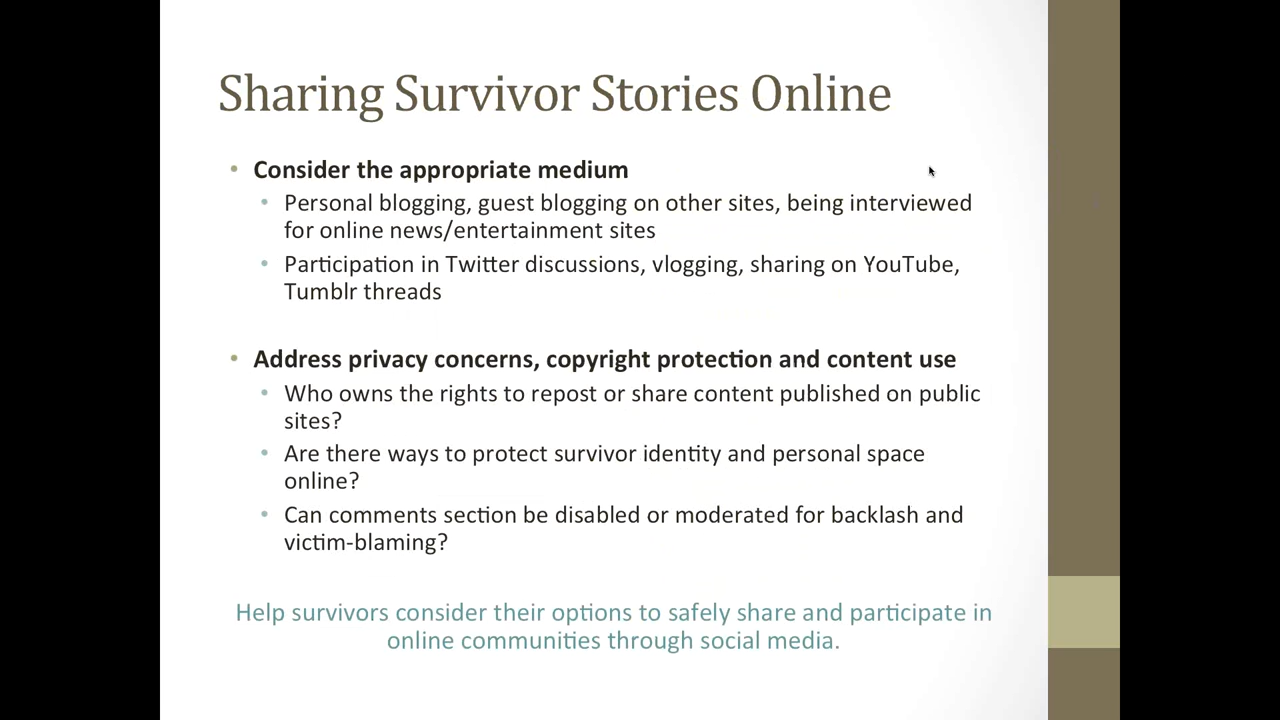 Sharing Survivor Stories Online
• Consider the appropriate medium
• Personal blogging, guest blogging on other sites, being interviewed
for online news/entertainment sites
• Participation in Twitter discussions, vlogging, sharing on YouTube,
Tumblr threads
• Address privacy concerns, copyright protection and content use
• Who owns the rights to repost or share content published on public
sites?
• Are there ways to protect survivor identity and personal space
online?
• Can comments section be disabled or moderated for backlash and
victim-blaming?
Help survivors consider their options to safely share and participate in
online communities through social media.